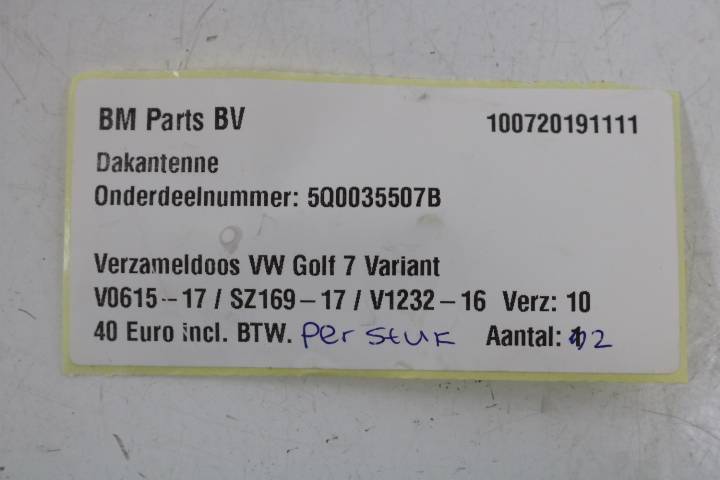 BM Parts BV 100720191111
Dakantenne
Onderdeelnummer: 5Q0035507B
Verzameldoos VW Golf 7 Variant
V0615-17 / SZ169-17 / V1232-16 Verz: 10
40 Euro incl. BTW. per stuk Aantal: 2